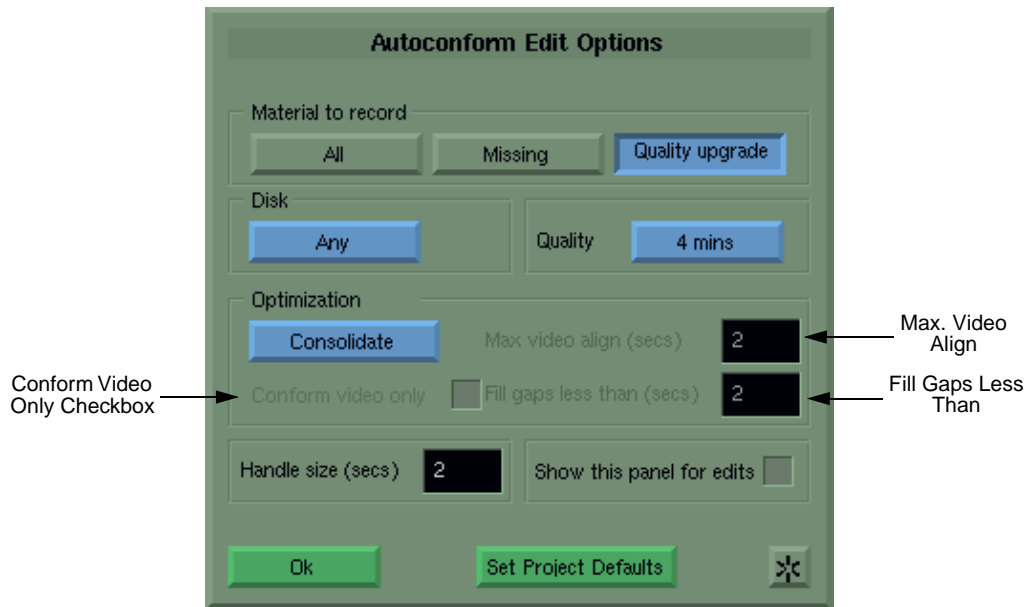 Autoconform Edit Options
Material to record
All
Missing
Quality upgrade
Disk
Any
Quality
4 mins
Optimization
Consolidate
Max video align (secs)
2
Max. Video
Align
Conform Video
Only Checkbox
Conform video only
Fill gaps less than (secs)
2
Fill Gaps Less
Than
Handle size (secs)
2
Show this panel for edits
Ok
Set Project Defaults